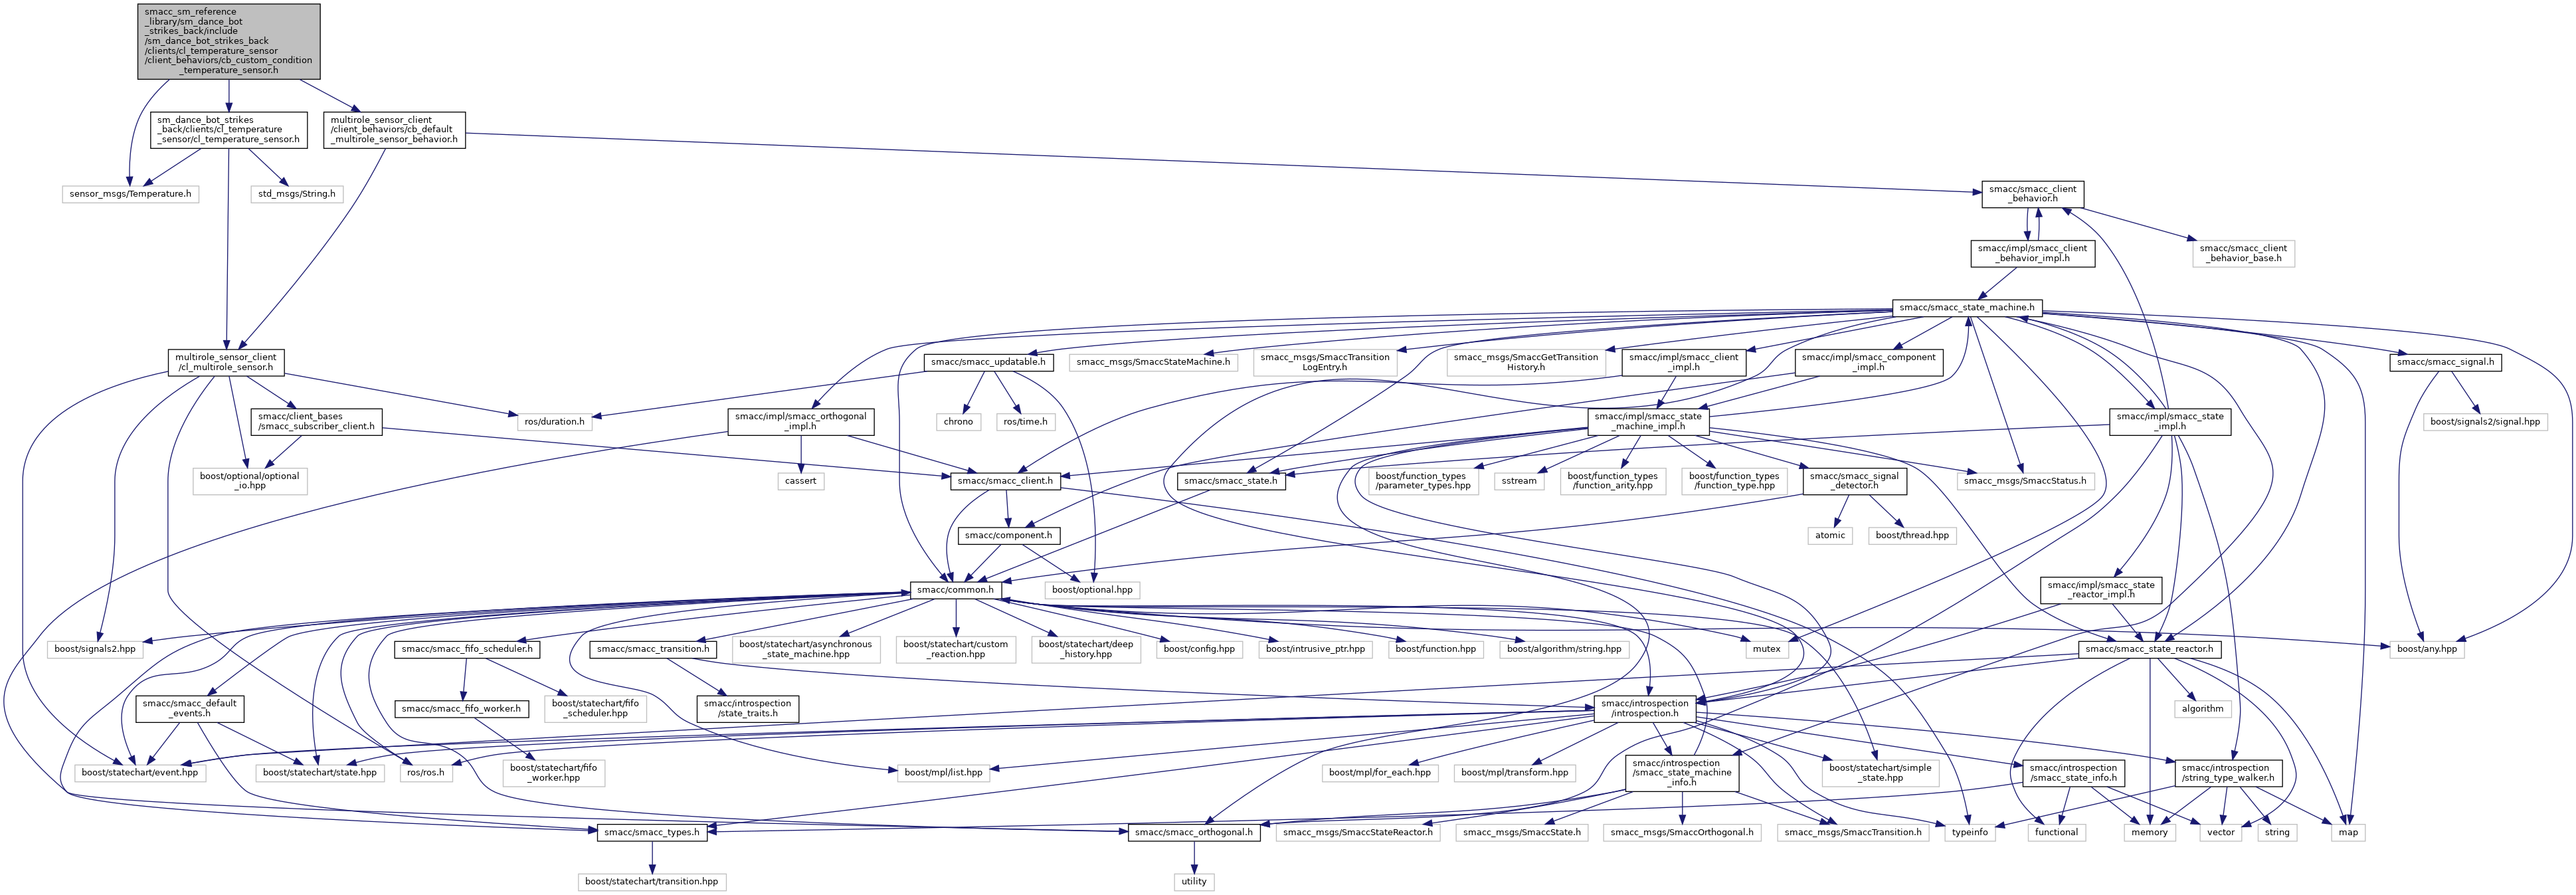 smacc_sm_reference
_library/sm_dance_bot
_strikes_back/include
/sm_dance_bot_strikes_back
/clients/cl_temperature_sensor
/client_behaviors/cb_custom_condition
_temperature_sensor.h
sm_dance_bot_strikes
_back/clients/cl_temperature
_sensor/cl_temperature_sensor.h
multirole_sensor_client
/client_behaviors/cb_default
_multirole_sensor_behavior.h
sensor_msgs/Temperature.h
std_msgs/String.h
smacc/smacc_client
_behavior.h
smacc/impl/smacc_client
_behavior_impl.h
smacc/smacc_client
_behavior_base.h
smacc/smacc_state_machine.h
multirole_sensor_client
/cl_multirole_sensor.h
smacc/smacc_updatable.h
smacc_msgs/SmaccStateMachine.h
smacc_msgs/SmaccTransition
LogEntry.h
smacc_msgs/SmaccGetTransition
History.h
smacc/impl/smacc_client
_impl.h
smacc/impl/smacc_component
_impl.h
smacc/smacc_signal.h
smacc/client_bases
/smacc_subscriber_client.h
ros/duration.h
smacc/impl/smacc_orthogonal
_impl.h
chrono
ros/time.h
smacc/impl/smacc_state
_machine_impl.h
smacc/impl/smacc_state
_impl.h
boost/signals2/signal.hpp
boost/optional/optional
_io.hpp
cassert
smacc/smacc_client.h
smacc/smacc_state.h
boost/function_types
/parameter_types.hpp
sstream
boost/function_types
/function_arity.hpp
boost/function_types
/function_type.hpp
smacc/smacc_signal
_detector.h
smacc_msgs/SmaccStatus.h
smacc/component.h
atomic
boost/thread.hpp
smacc/common.h
boost/optional.hpp
smacc/impl/smacc_state
_reactor_impl.h
boost/signals2.hpp
smacc/smacc_fifo_scheduler.h
smacc/smacc_transition.h
boost/statechart/asynchronous
_state_machine.hpp
boost/statechart/custom
_reaction.hpp
boost/statechart/deep
_history.hpp
boost/config.hpp
boost/intrusive_ptr.hpp
boost/function.hpp
boost/algorithm/string.hpp
mutex
smacc/smacc_state_reactor.h
boost/any.hpp
smacc/smacc_default
_events.h
smacc/smacc_fifo_worker.h
boost/statechart/fifo
_scheduler.hpp
smacc/introspection
/state_traits.h
smacc/introspection
/introspection.h
algorithm
boost/statechart/event.hpp
boost/statechart/state.hpp
ros/ros.h
boost/statechart/fifo
_worker.hpp
boost/mpl/list.hpp
boost/mpl/for_each.hpp
boost/mpl/transform.hpp
smacc/introspection
/smacc_state_machine
_info.h
boost/statechart/simple
_state.hpp
smacc/introspection
/smacc_state_info.h
smacc/introspection
/string_type_walker.h
smacc/smacc_types.h
smacc/smacc_orthogonal.h
smacc_msgs/SmaccStateReactor.h
smacc_msgs/SmaccState.h
smacc_msgs/SmaccOrthogonal.h
smacc_msgs/SmaccTransition.h
typeinfo
functional
memory
vector
string
map
boost/statechart/transition.hpp
utility